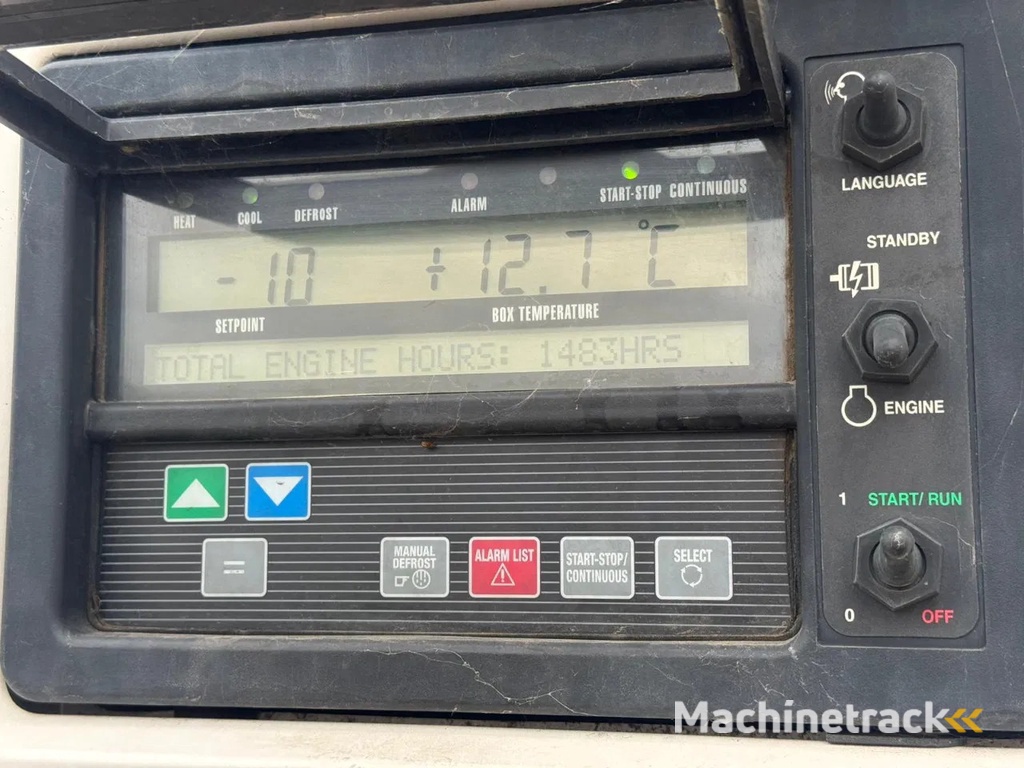 LANGUAGE
HEAT COOL DEFROST ALARM START-STOP CONTINUOUS
-10 +12.7 °C
SETPOINT BOX TEMPERATURE
TOTAL ENGINE HOURS: 1483HRS
STANDBY
ENGINE
=
MANUAL DEFROST
ALARM LIST
START-STOP/
CONTINUOUS
SELECT
1 START/ RUN
0 OFF
Machinetrack